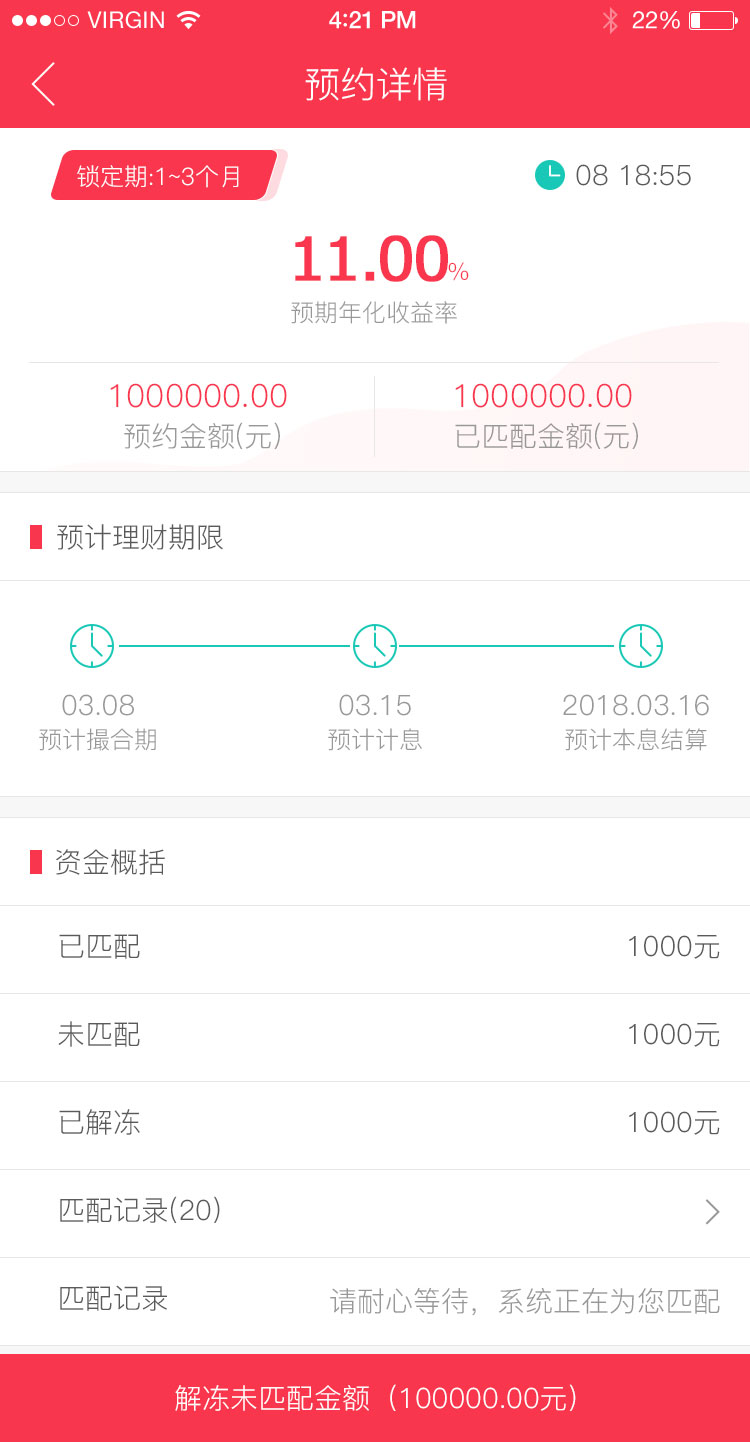 VIRGIN 4:21 PM 22%
预约详情
锁定期:1~3个月 08 18:55
11.00%
预期年化收益率
1000000.00 1000000.00
预约金额(元) 已匹配金额(元)
预计理财期限
03.08 03.15 2018.03.16
预计撮合期 预计计息 预计本息结算
资金概括
已匹配 1000元
未匹配 1000元
已解冻 1000元
匹配记录(20)
匹配记录 请耐心等待，系统正在为您匹配
解冻未匹配金额（100000.00元）